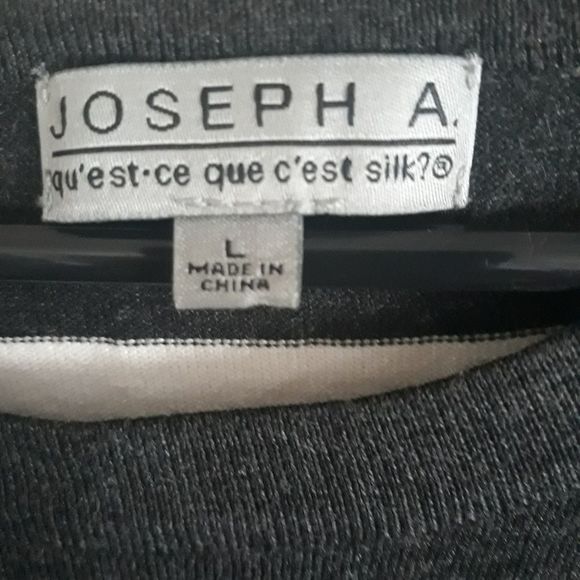 JOSEPH A.
qu'est-ce que c'est silk?®
L
MADE IN
CHINA